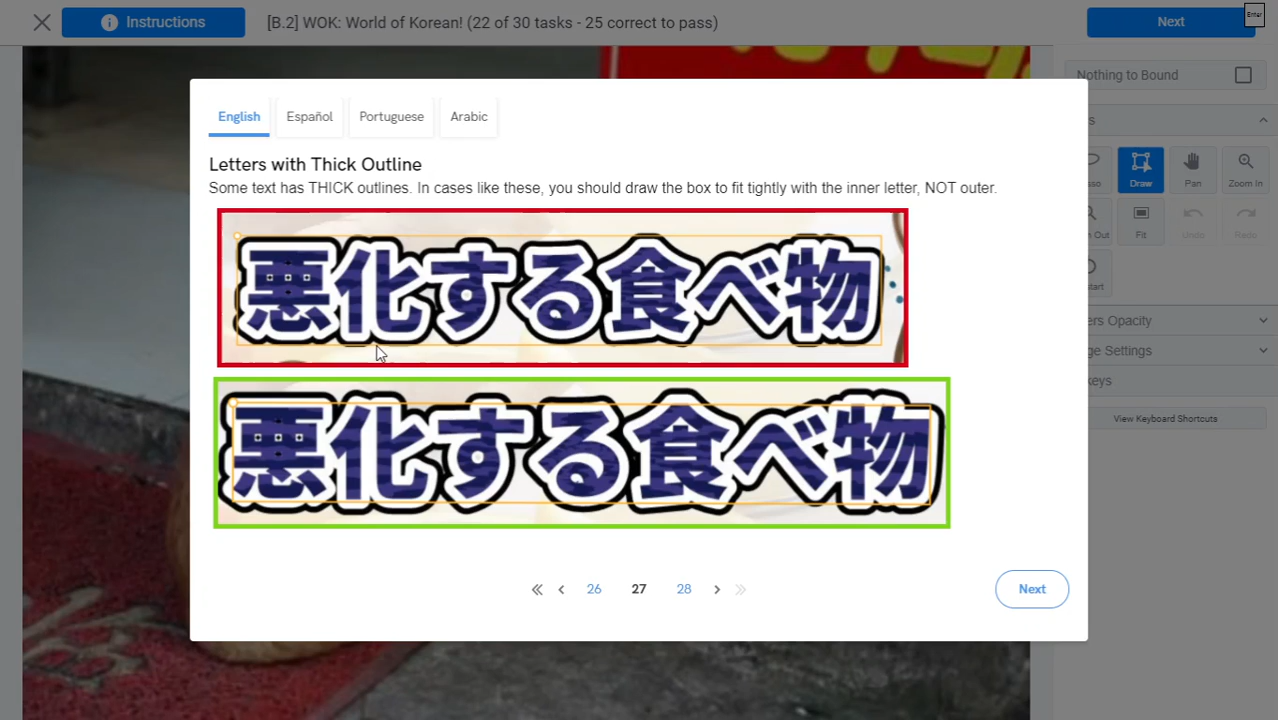 Instructions
[B.2] WOK: World of Korean! (22 of 30 tasks - 25 correct to pass)
Next
Enter
Nothing to Bound
English
Español
Portuguese
Arabic
Letters with Thick Outline
Some text has THICK outlines. In cases like these, you should draw the box to fit tightly with the inner letter, NOT outer.
悪化する食べ物
悪化する食べ物
26
27
28
Next
Draw
Pan
Zoom In
Fit
Undo
View Keyboard Shortcuts